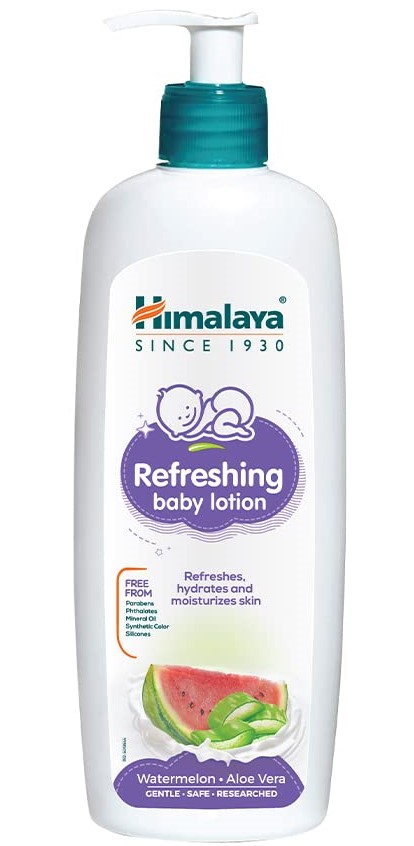 Himalaya®
SINCE 1930
Refreshing
baby lotion
FREE
FROM
Parabens
Phthalates
Mineral Oil
Synthetic Color
Silicones
Refreshes,
hydrates and
moisturizes skin
Watermelon • Aloe Vera
GENTLE • SAFE • RESEARCHED